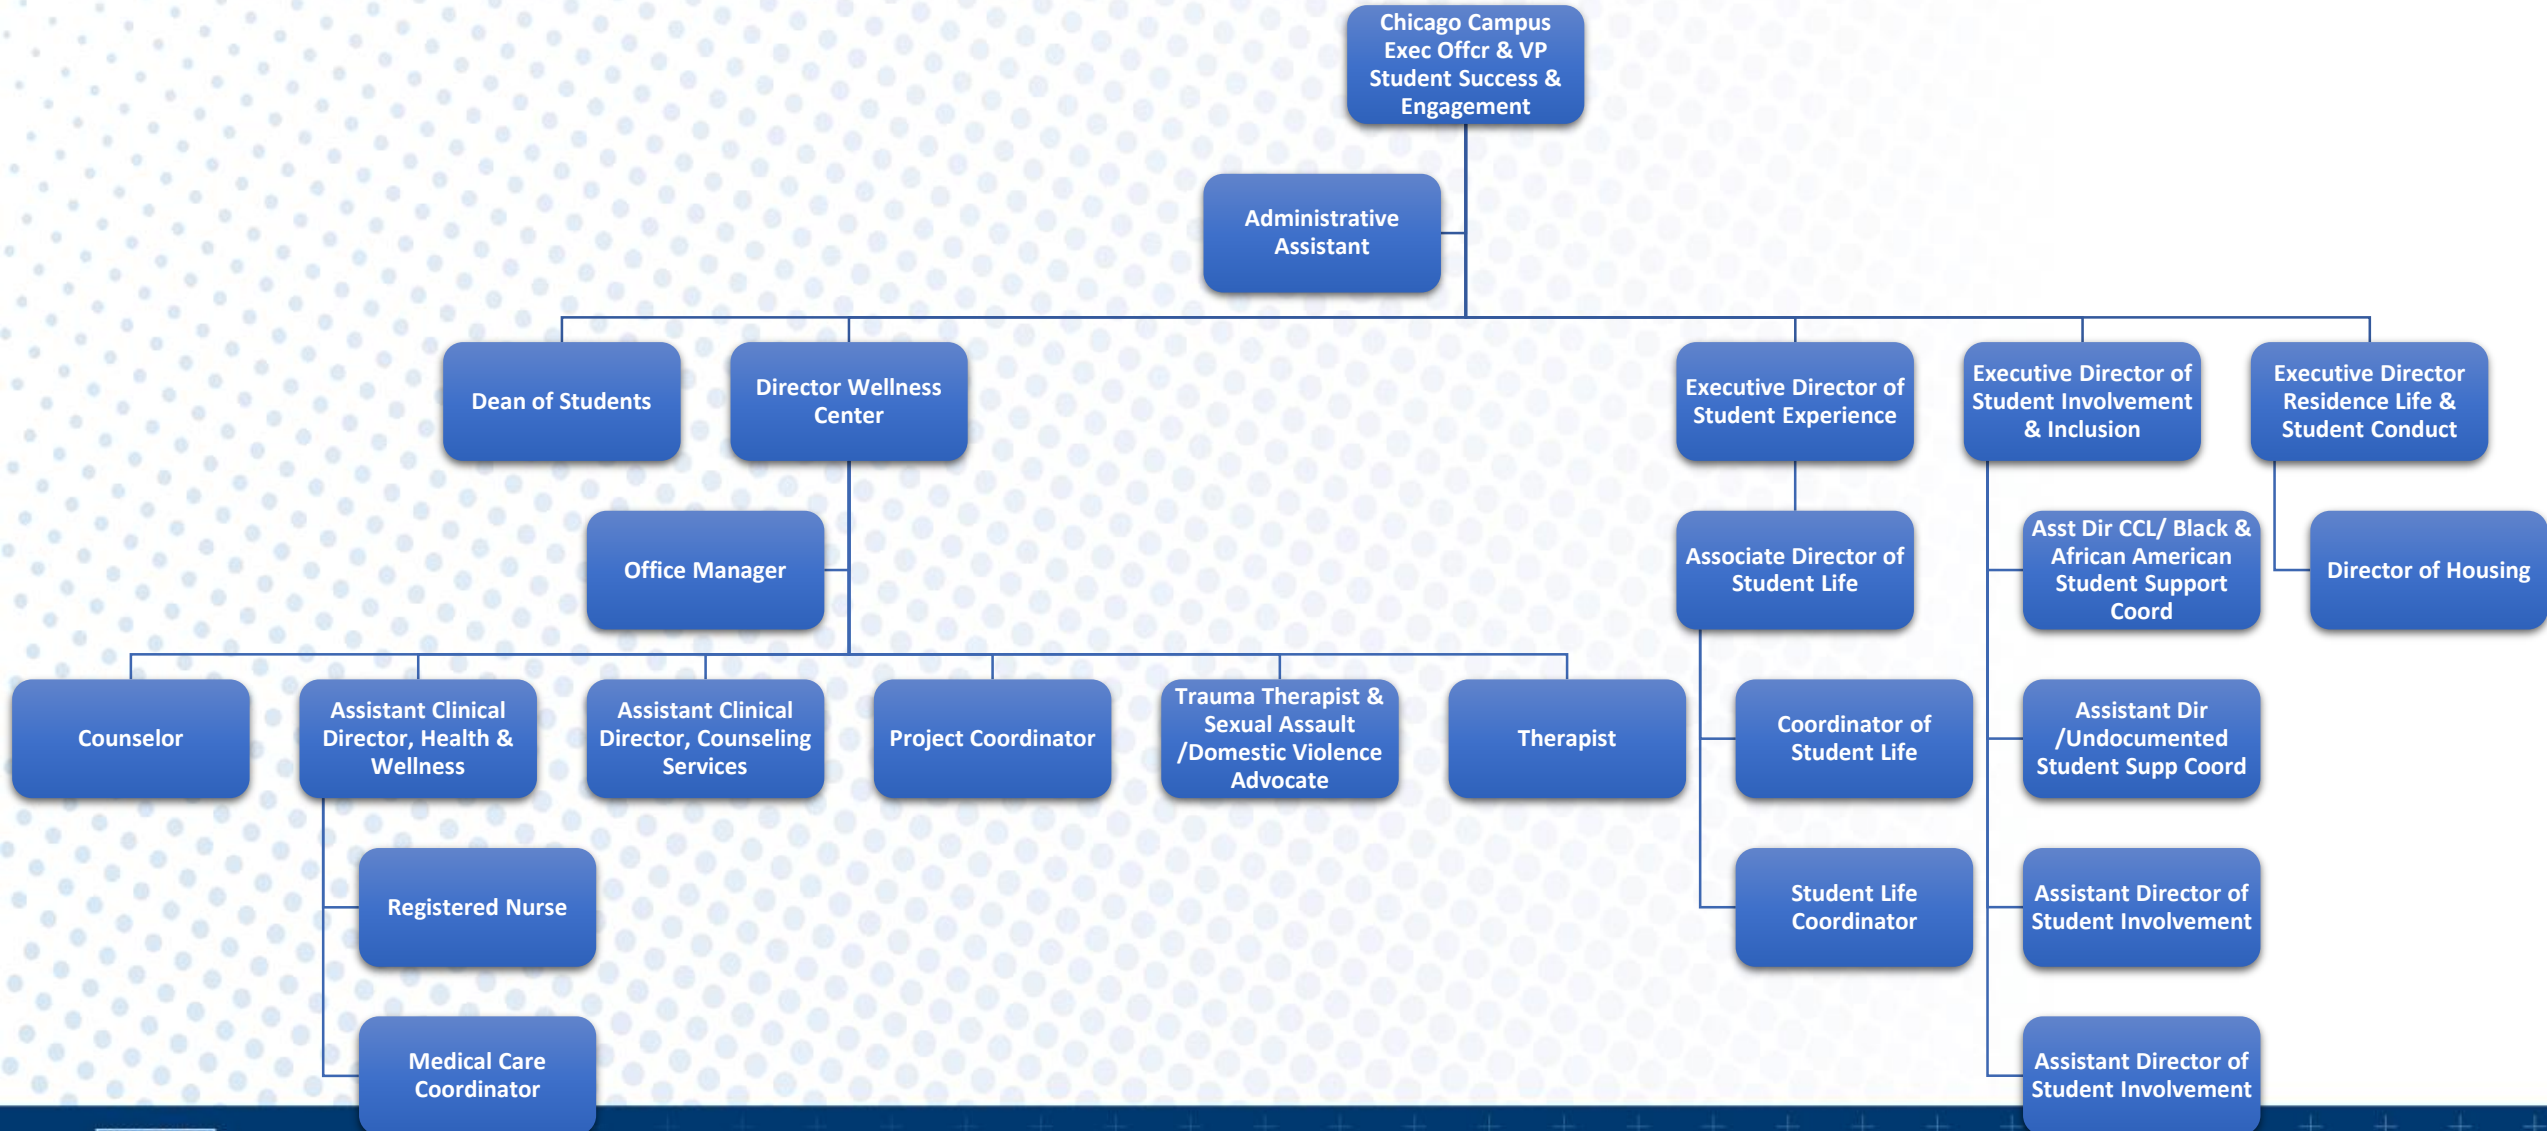 Chicago Campus
Exec Offcr & VP
Student Success &
Engagement
Administrative
Assistant
Dean of Students
Director Wellness
Center
Executive Director of
Student Experience
Executive Director of
Student Involvement
& Inclusion
Executive Director
Residence Life &
Student Conduct
Office Manager
Associate Director of
Student Life
Asst Dir CCL/ Black &
African American
Student Support
Coord
Director of Housing
Counselor
Assistant Clinical
Director, Health &
Wellness
Assistant Clinical
Director, Counseling
Services
Project Coordinator
Trauma Therapist &
Sexual Assault
/Domestic Violence
Advocate
Therapist
Coordinator of
Student Life
Assistant Dir
/Undocumented
Student Supp Coord
Registered Nurse
Student Life
Coordinator
Assistant Director of
Student Involvement
Medical Care
Coordinator
Assistant Director of
Student Involvement